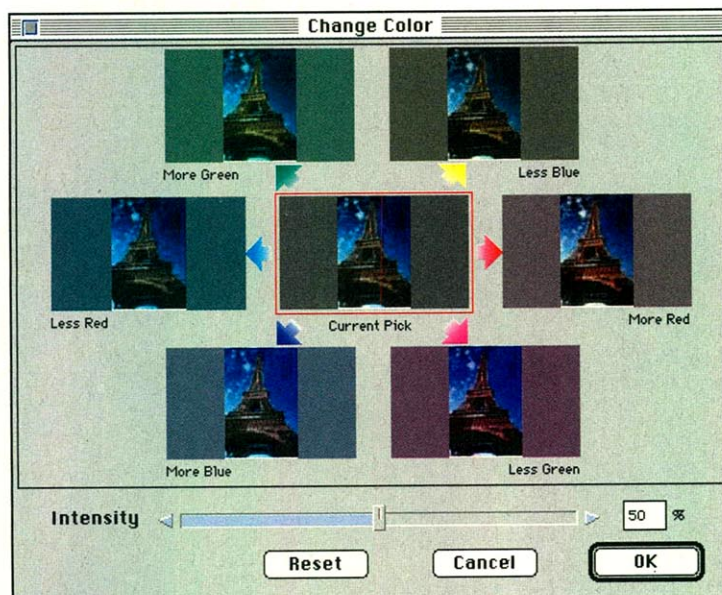 Change Color
More Green
Less Blue
Less Red
Current Pick
More Red
More Blue
Less Green
Intensity
50 %
Reset
Cancel
OK